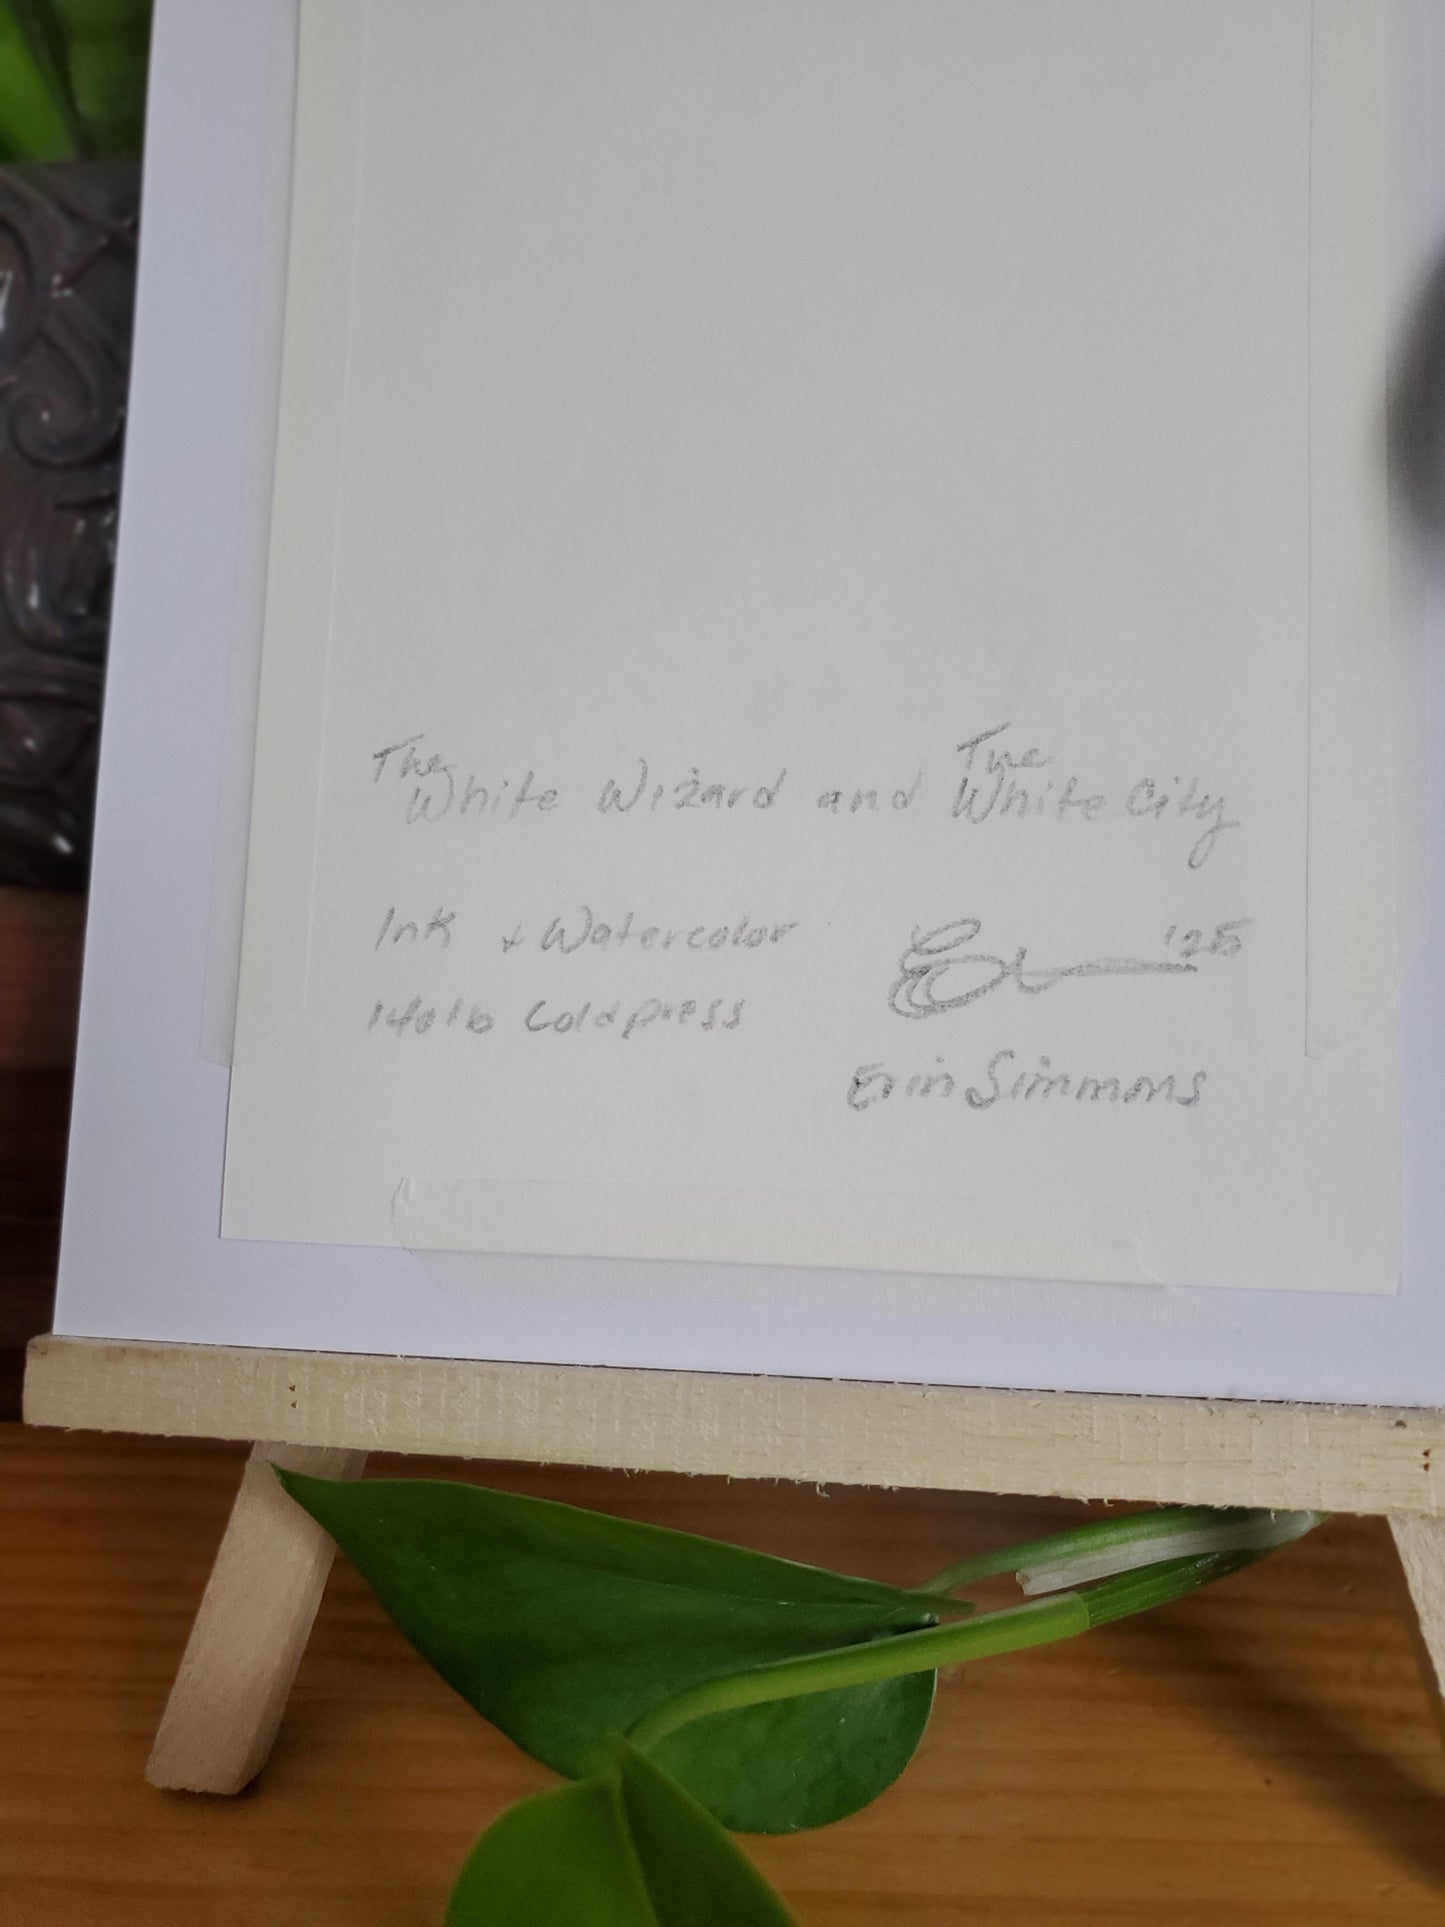 The White Wizard and The White City
Ink + Watercolor
140lb Coldpress
'25
Erin Simmons